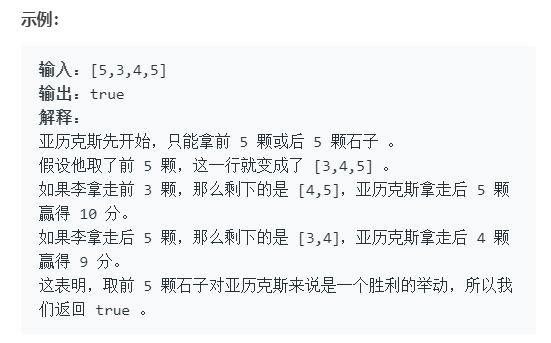 示例：
输入：[5,3,4,5]
输出：true
解释：
亚历克斯先开始，只能拿前 5 颗或后 5 颗石子 。
假设他取了前 5 颗，这一行就变成了 [3,4,5] 。
如果李拿走前 3 颗，那么剩下的是 [4,5]，亚历克斯拿走后 5 颗
赢得 10 分。
如果李拿走后 5 颗，那么剩下的是 [3,4]，亚历克斯拿走后 4 颗
赢得 9 分。
这表明，取前 5 颗石子对亚历克斯来说是一个胜利的举动，所以我
们返回 true 。